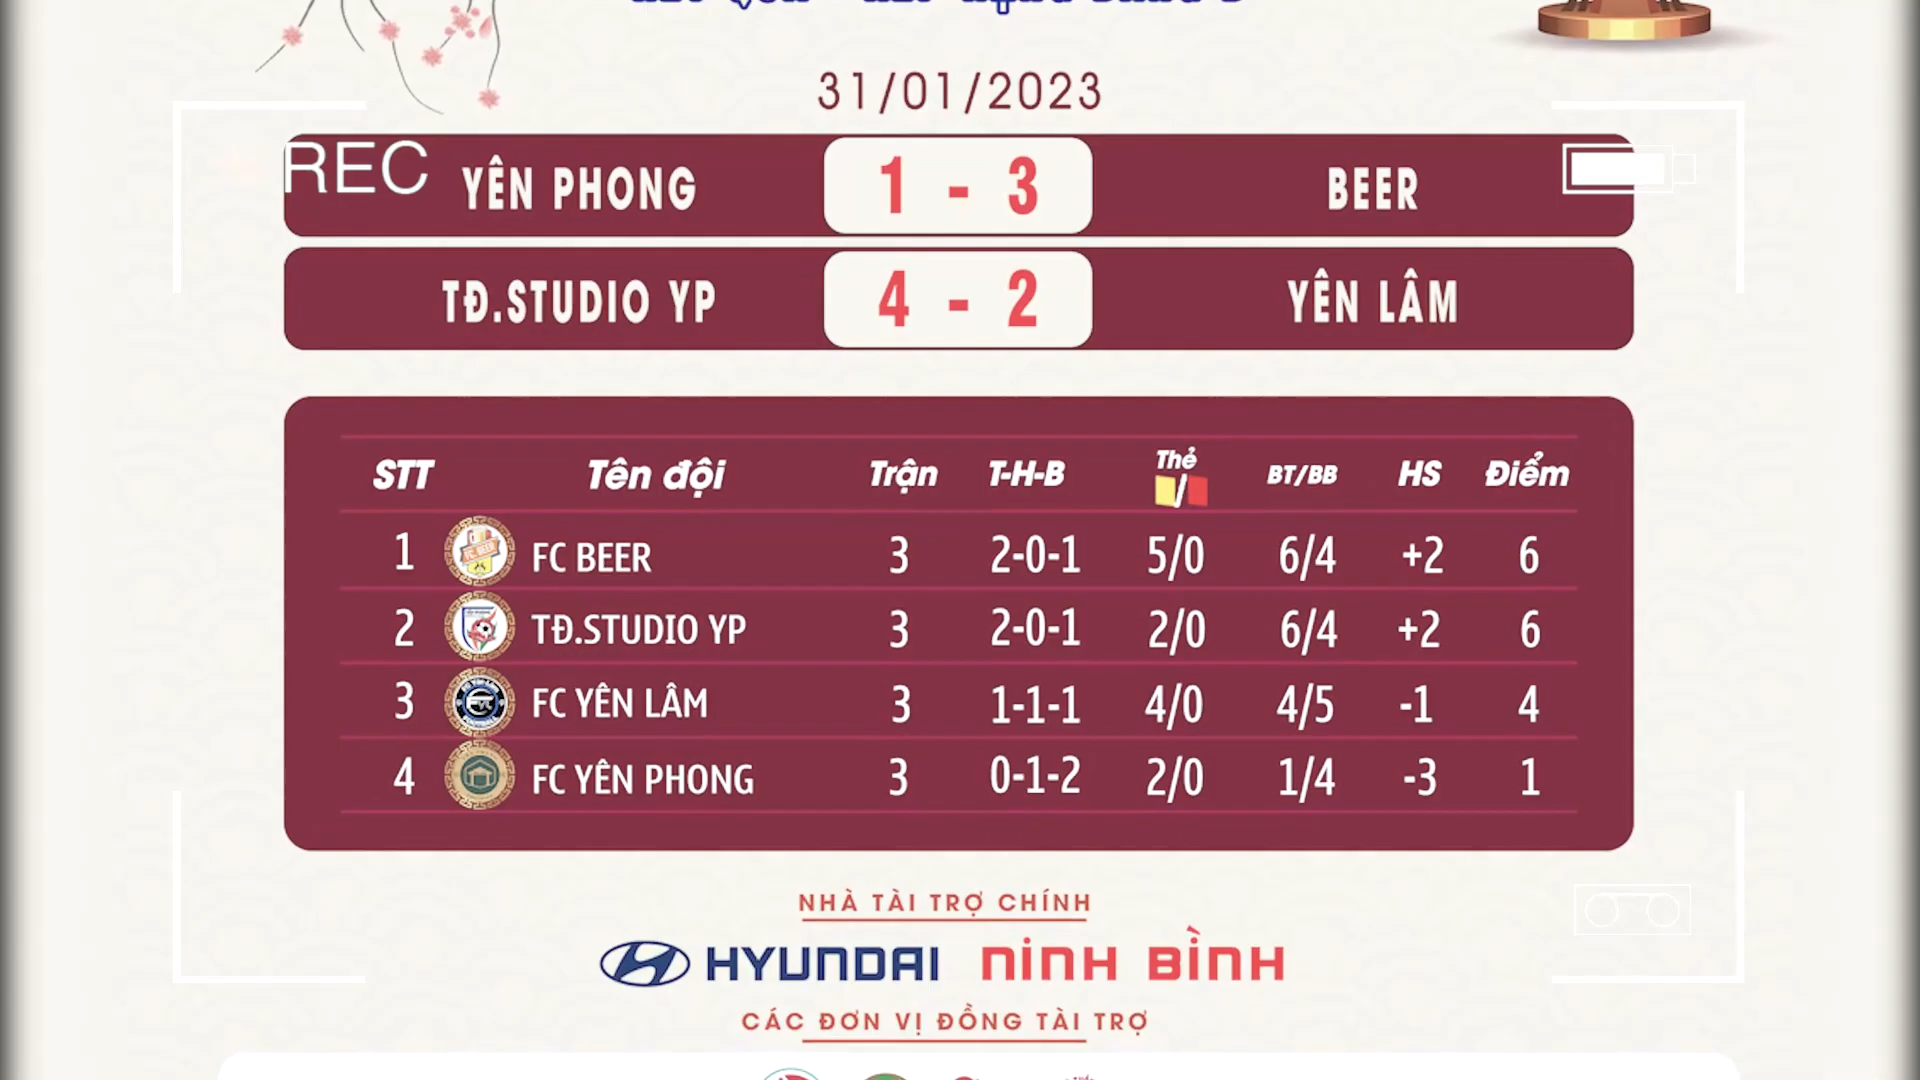 31/01/2023
REC
YÊN PHONG 1 - 3 BEER
TĐ.STUDIO YP 4 - 2 YÊN LÂM
STT Tên đội Trận T-H-B Thẻ / BT/BB HS Điểm
1 FC BEER 3 2-0-1 5/0 6/4 +2 6
2 TĐ.STUDIO YP 3 2-0-1 2/0 6/4 +2 6
3 FC YÊN LÂM 3 1-1-1 4/0 4/5 -1 4
4 FC YÊN PHONG 3 0-1-2 2/0 1/4 -3 1
NHÀ TÀI TRỢ CHÍNH
HYUNDAI NINH BÌNH
CÁC ĐƠN VỊ ĐỒNG TÀI TRỢ